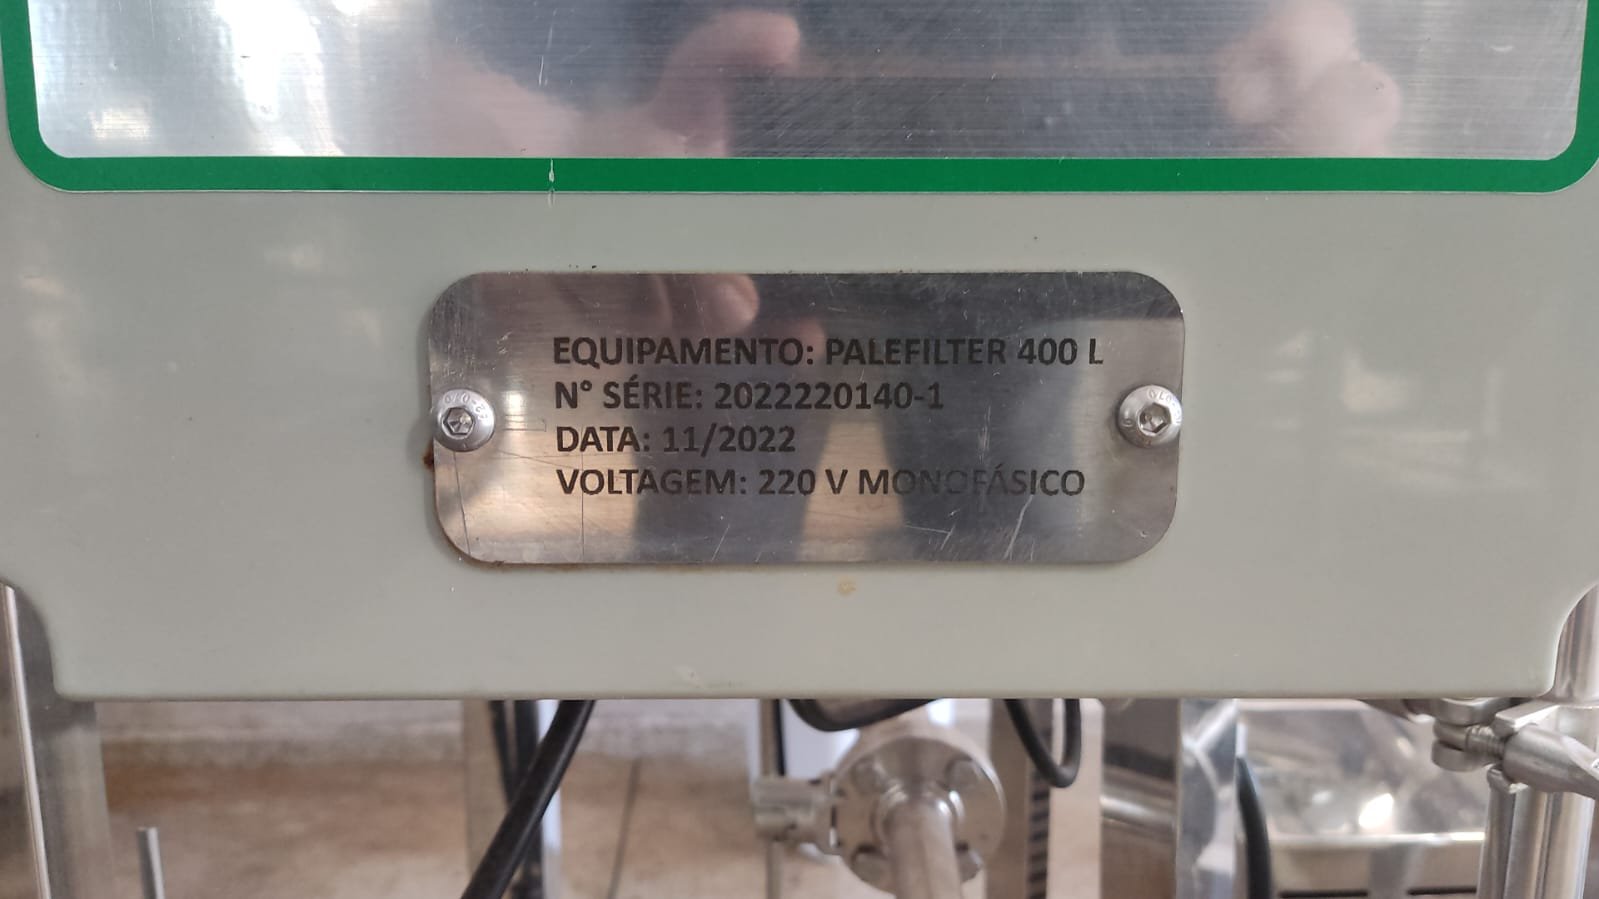 EQUIPAMENTO: PALEFILTER 400 L
N° SÉRIE: 2022220140-1
DATA: 11/2022
VOLTAGEM: 220 V MONOFÁSICO